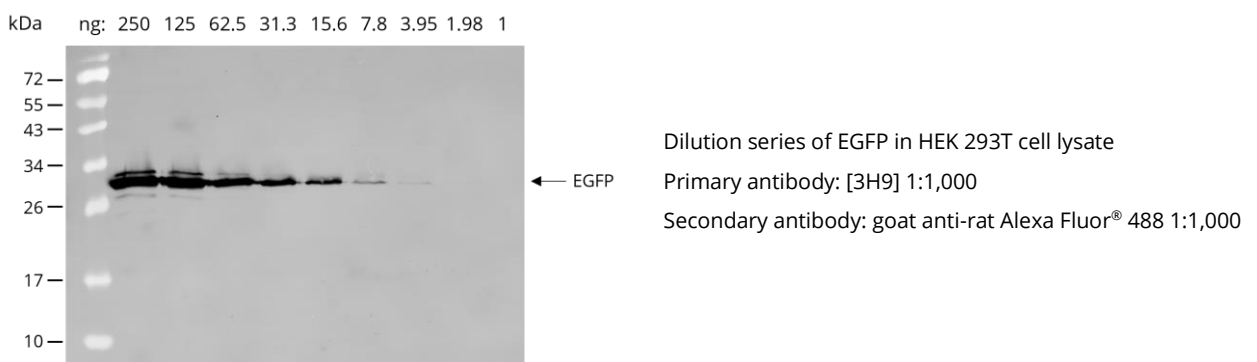 kDa ng: 250 125 62.5 31.3 15.6 7.8 3.95 1.98 1
72
55
43
34
26
17
10
EGFP
Dilution series of EGFP in HEK 293T cell lysate
Primary antibody: [3H9] 1:1,000
Secondary antibody: goat anti-rat Alexa Fluor® 488 1:1,000